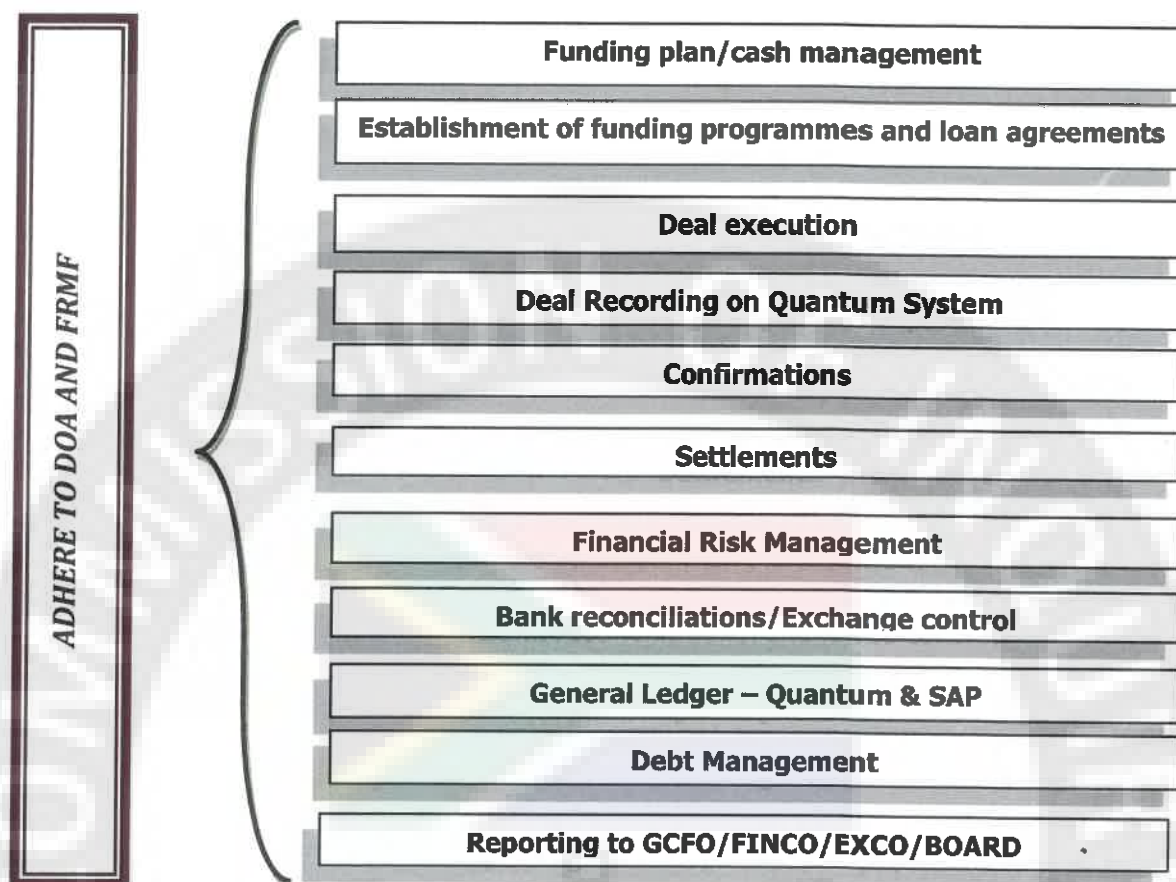 ADHERE TO DOA AND FRMF
Funding plan/cash management
Establishment of funding programmes and loan agreements
Deal execution
Deal Recording on Quantum System
Confirmations
Settlements
Financial Risk Management
Bank reconciliations/Exchange control
General Ledger – Quantum & SAP
Debt Management
Reporting to GCFO/FINCO/EXCO/BOARD